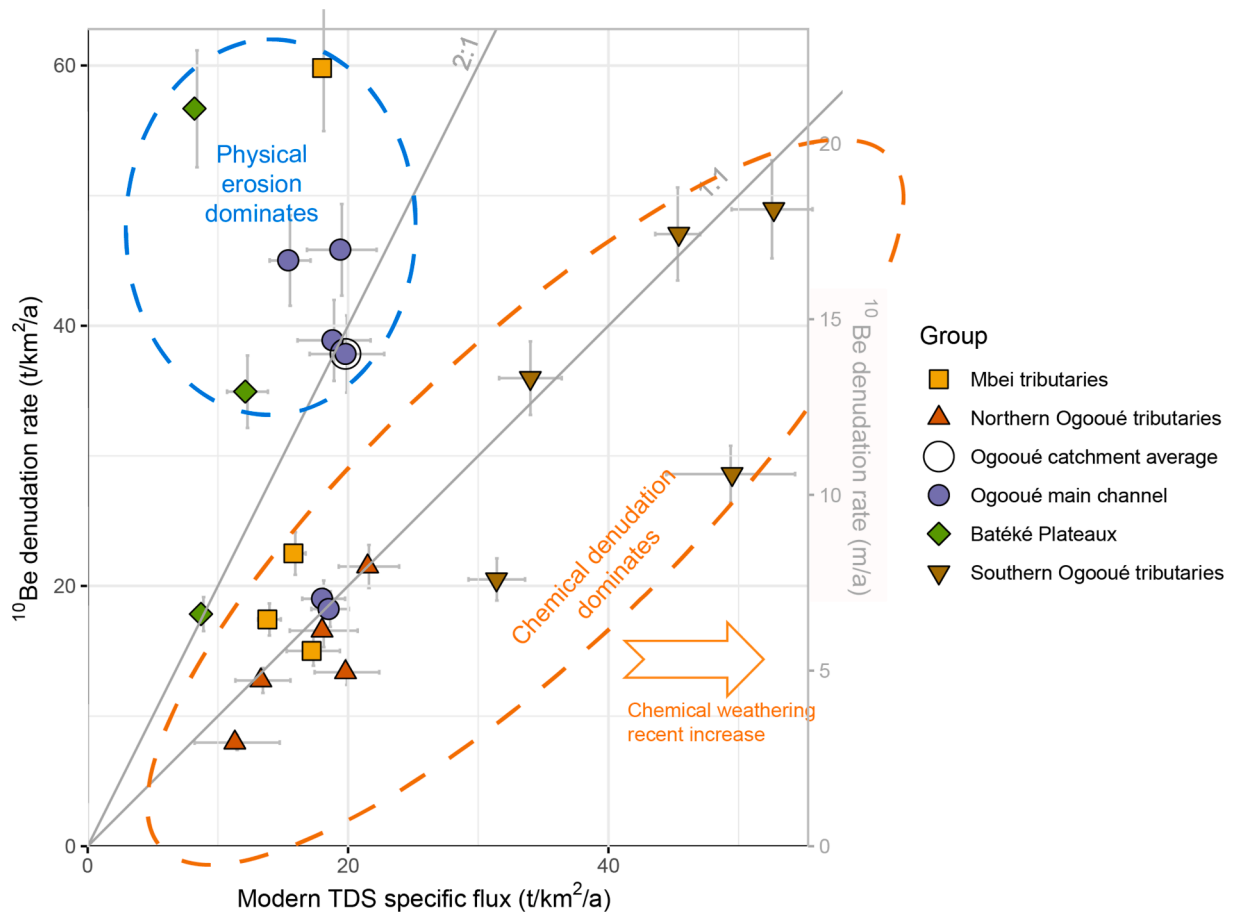 60
40
20
0
0
20
40
20
15
10
5
0
2:1
1:1
Physical
erosion
dominates
Chemical denudation
dominates
Chemical weathering
recent increase
¹⁰Be denudation rate (t/km²/a)
¹⁰ Be denudation rate (m/a)
Modern TDS specific flux (t/km²/a)
Group
Mbei tributaries
Northern Ogooué tributaries
Ogooué catchment average
Ogooué main channel
Batéké Plateaux
Southern Ogooué tributaries